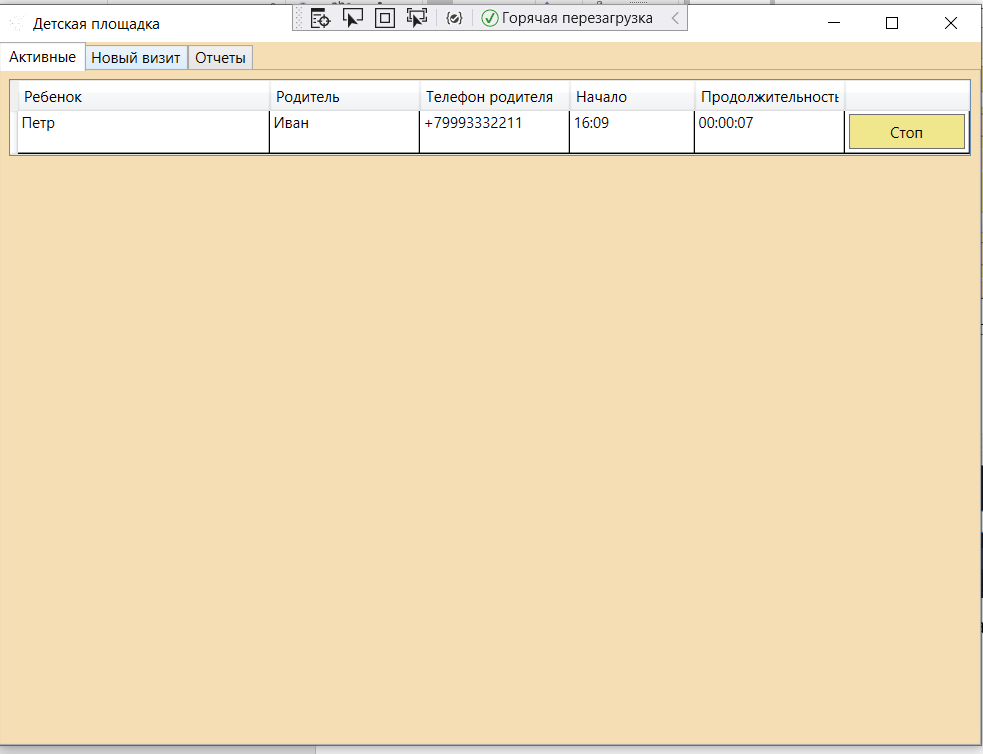 Детская площадка
Горячая перезагрузка
Активные Новый визит Отчеты
Ребенок Родитель Телефон родителя Начало Продолжительность
Петр Иван +79993332211 16:09 00:00:07 Стоп